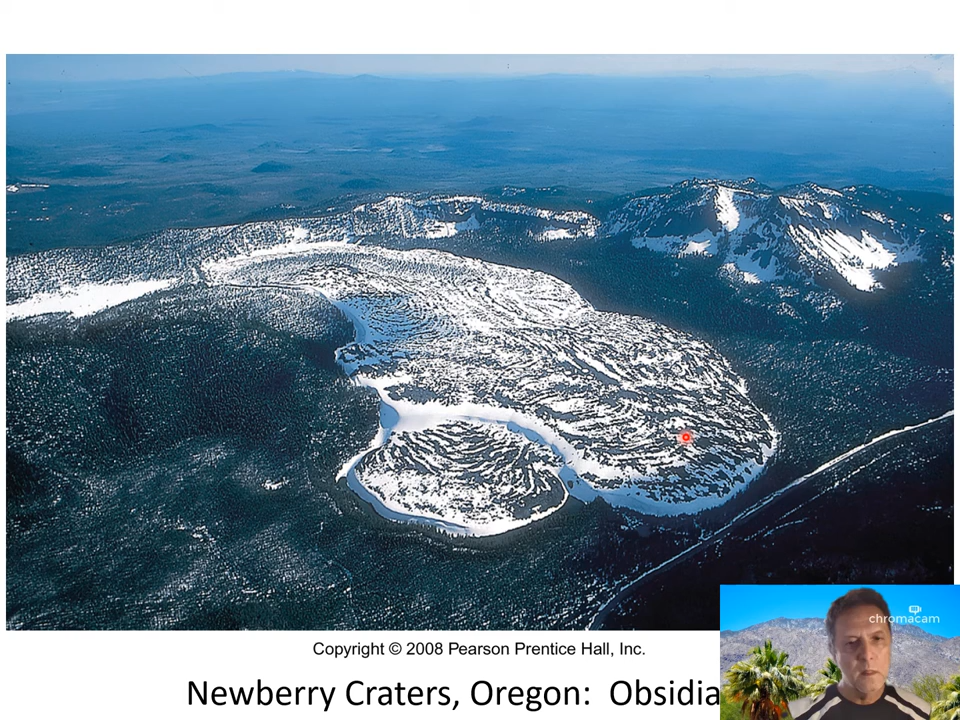 chromacam
Copyright © 2008 Pearson Prentice Hall, Inc.
Newberry Craters, Oregon:  Obsidia